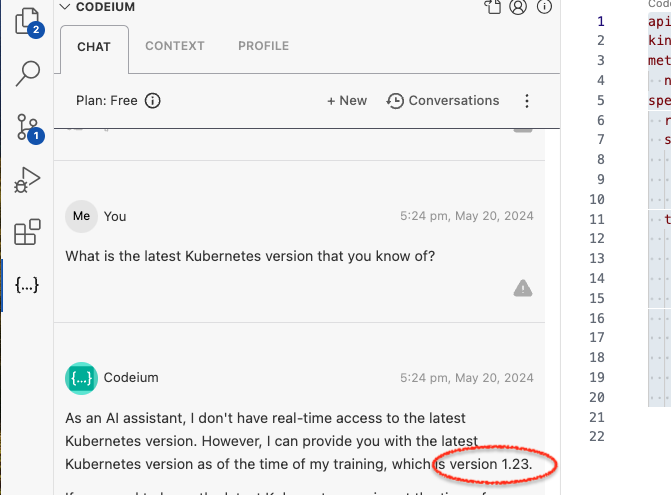 2
1
CODEIUM
CHAT
CONTEXT
PROFILE
Plan: Free
+ New
Conversations
Me
You
5:24 pm, May 20, 2024
What is the latest Kubernetes version that you know of?
{...}
{...}
Codeium
5:24 pm, May 20, 2024
As an AI assistant, I don't have real-time access to the latest
Kubernetes version. However, I can provide you with the latest
Kubernetes version as of the time of my training, which is version 1.23.
1 api
2 kin
3 met
4 n
5 spe
6 r
7 s
8
9
10
11 t
12
13
14
15
16
17
18
19
20
21
22